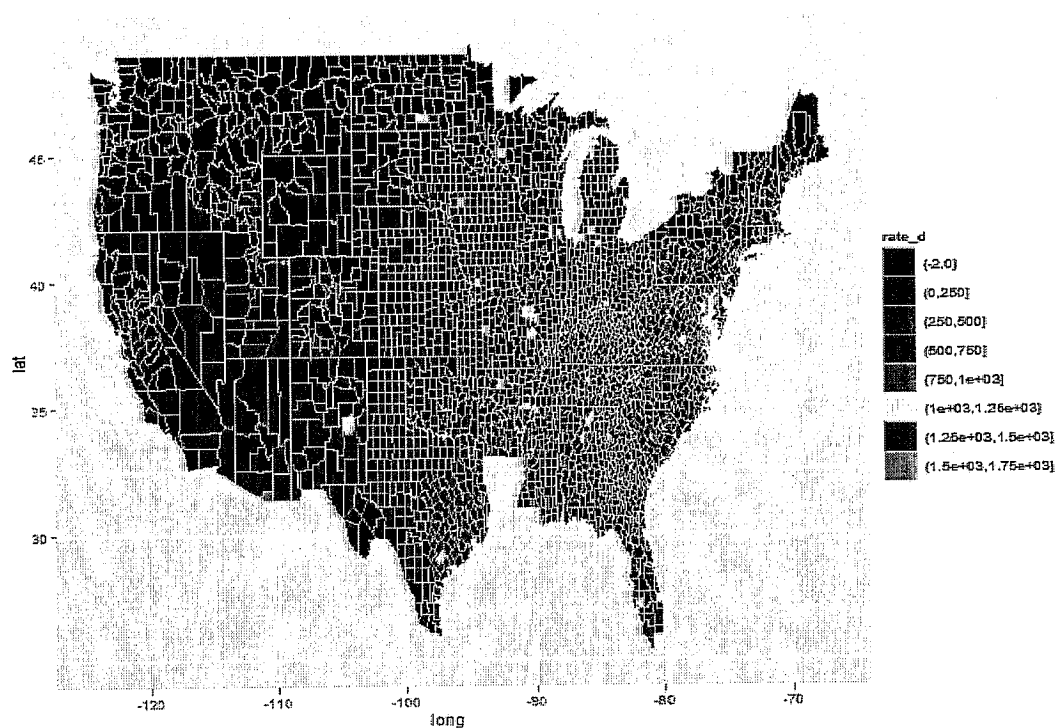 45
40
35
30
lat
-120
-110
-100
-90
-80
-70
long
rate_d
(-2,0]
(0,250]
(250,500]
(500,750]
(750,1e+03]
(1e+03,1.25e+03]
(1.25e+03,1.5e+03]
(1.5e+03,1.75e+03]